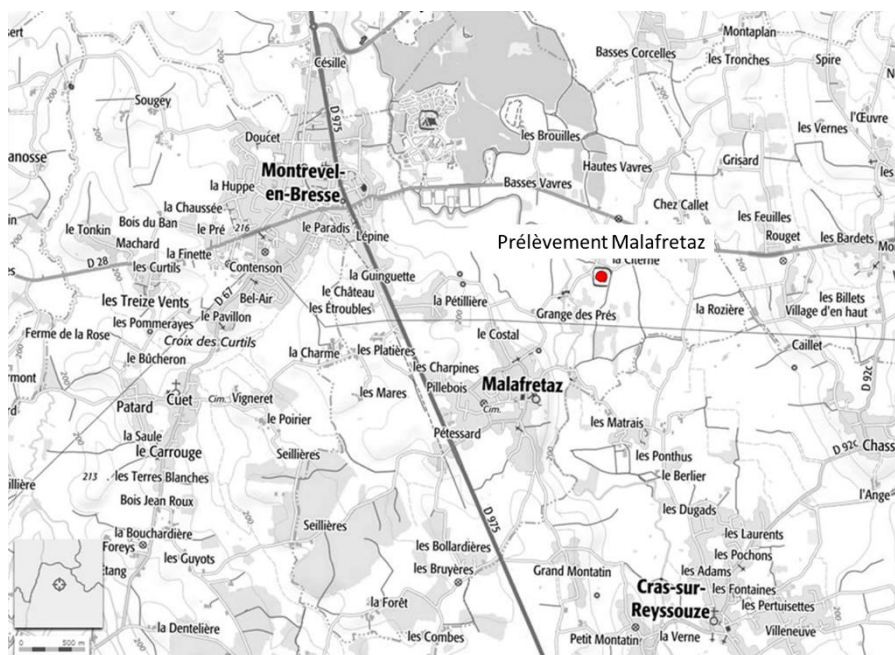 Césille
D 975
Basses Corcelles
Montaplan
les Tronches
Spire
Sougey
200
l'Œuvre
les Vernes
Doucet
les Brouilles
Montrevel-
en-Bresse
la Huppe
Hautes Vavres
Grisard
Basses Vavres
Chez Callet
la Chaussée
Bois du Ban
216
le Tonkin
le Pré
le Paradis
Lépine
les Feuilles
Machard
la Finette
Prélèvement Malafretaz
Rouget
les Bardets
D 28
les Curtils
Contenson
la Guinguette
la Citerne
les Treize Vents
D 67
Bel-Air
le Château
les Étroubles
la Pétillière
Grange des Prés
la Rozière
les Billets
Village d'en haut
les Pommerayes
le Pavillon
Ferme de la Rose
Croix des Curtils
le Costal
Caillet
le Bûcheron
la Charme
les Platières
les Charpines
D 92c
Pillebois
Malafretaz
Cuet
Cim.
Vigneret
les Mares
Cim.
Patard
le Poirier
les Matrais
la Saule
le Carrouge
Pétessard
Seillières
les Ponthus
D 92c
213
les Terres Blanches
le Berlier
l'Ange
Bois Jean Roux
les Dugads
Seillières
D 975
les Laurents
la Bouchardière
les Pochons
les Guyots
les Bollardières
les Adams
les Bruyères
Grand Montatin
les Fontaines
Cras-sur-
Reyssouze
les Pertuisettes
la Forêt
la Dentelière
les Combes
Petit Montatin
la Verne
Villeneuve
0 500 m